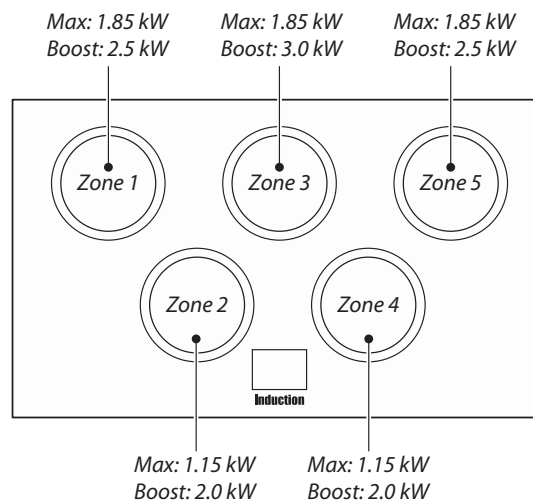 Max: 1.85 kW
Boost: 2.5 kW
Max: 1.85 kW
Boost: 3.0 kW
Max: 1.85 kW
Boost: 2.5 kW
Zone 1
Zone 3
Zone 5
Zone 2
Zone 4
Induction
Max: 1.15 kW
Boost: 2.0 kW
Max: 1.15 kW
Boost: 2.0 kW